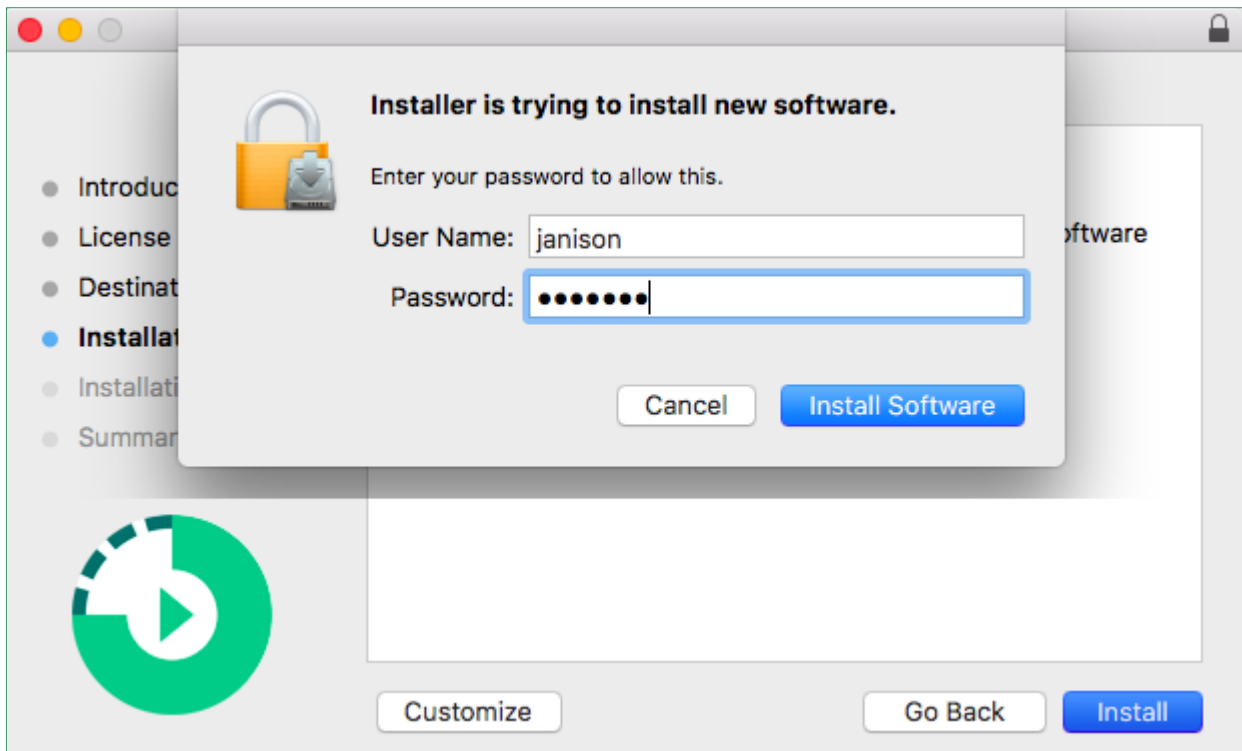 Installer is trying to install new software.
Enter your password to allow this.
User Name: janison
Password: •••••••
Cancel
Install Software
Introduc
License
Destinat
Installat
Installati
Summar
oftware
Customize
Go Back
Install